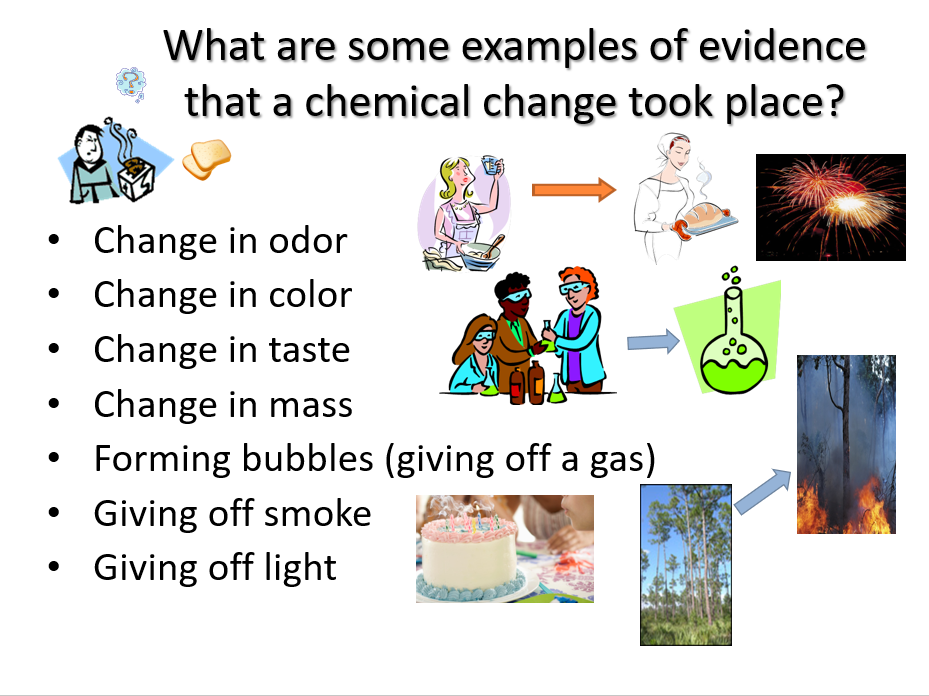 What are some examples of evidence
that a chemical change took place?
• Change in odor
• Change in color
• Change in taste
• Change in mass
• Forming bubbles (giving off a gas)
• Giving off smoke
• Giving off light